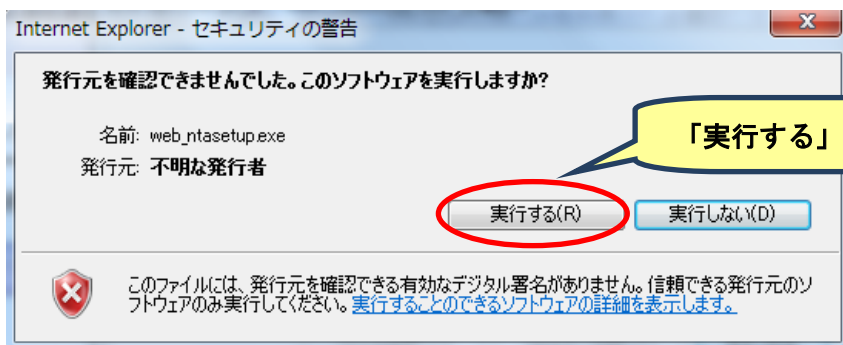 Internet Explorer - セキュリティの警告
発行元を確認できませんでした。このソフトウェアを実行しますか?
名前: web_ntasetup.exe
発行元: 不明な発行者
「実行する」
実行する(R)
実行しない(D)
このファイルには、発行元を確認できる有効なデジタル署名がありません。信頼できる発行元のソ
フトウェアのみ実行してください。実行することのできるソフトウェアの詳細を表示します。